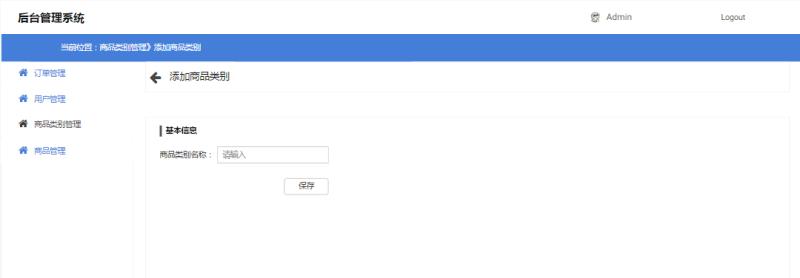 后台管理系统
Admin
Logout
当前位置：商品类别管理》添加商品类别
订单管理
用户管理
商品类别管理
商品管理
添加商品类别
基本信息
商品类别名称：
请输入
保存